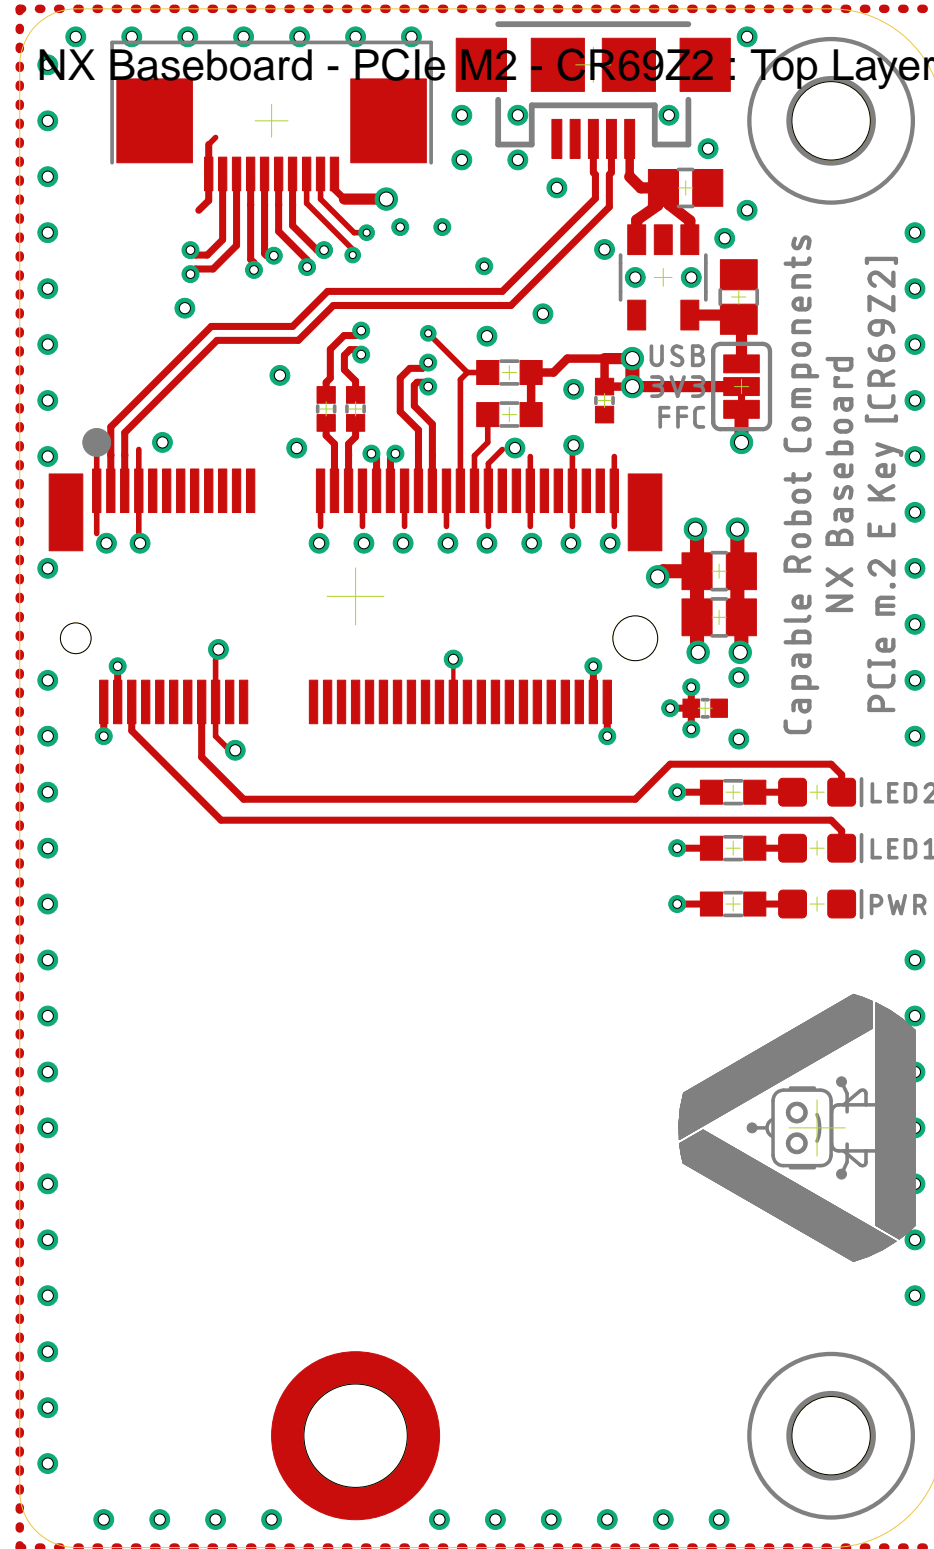 NX Baseboard - PCIe M2 - CR69Z2 : Top Layer
USB
3V3
FFC
Capable Robot Components
NX Baseboard
PCIe m.2 E Key [CR69Z2]
LED2
LED1
PWR